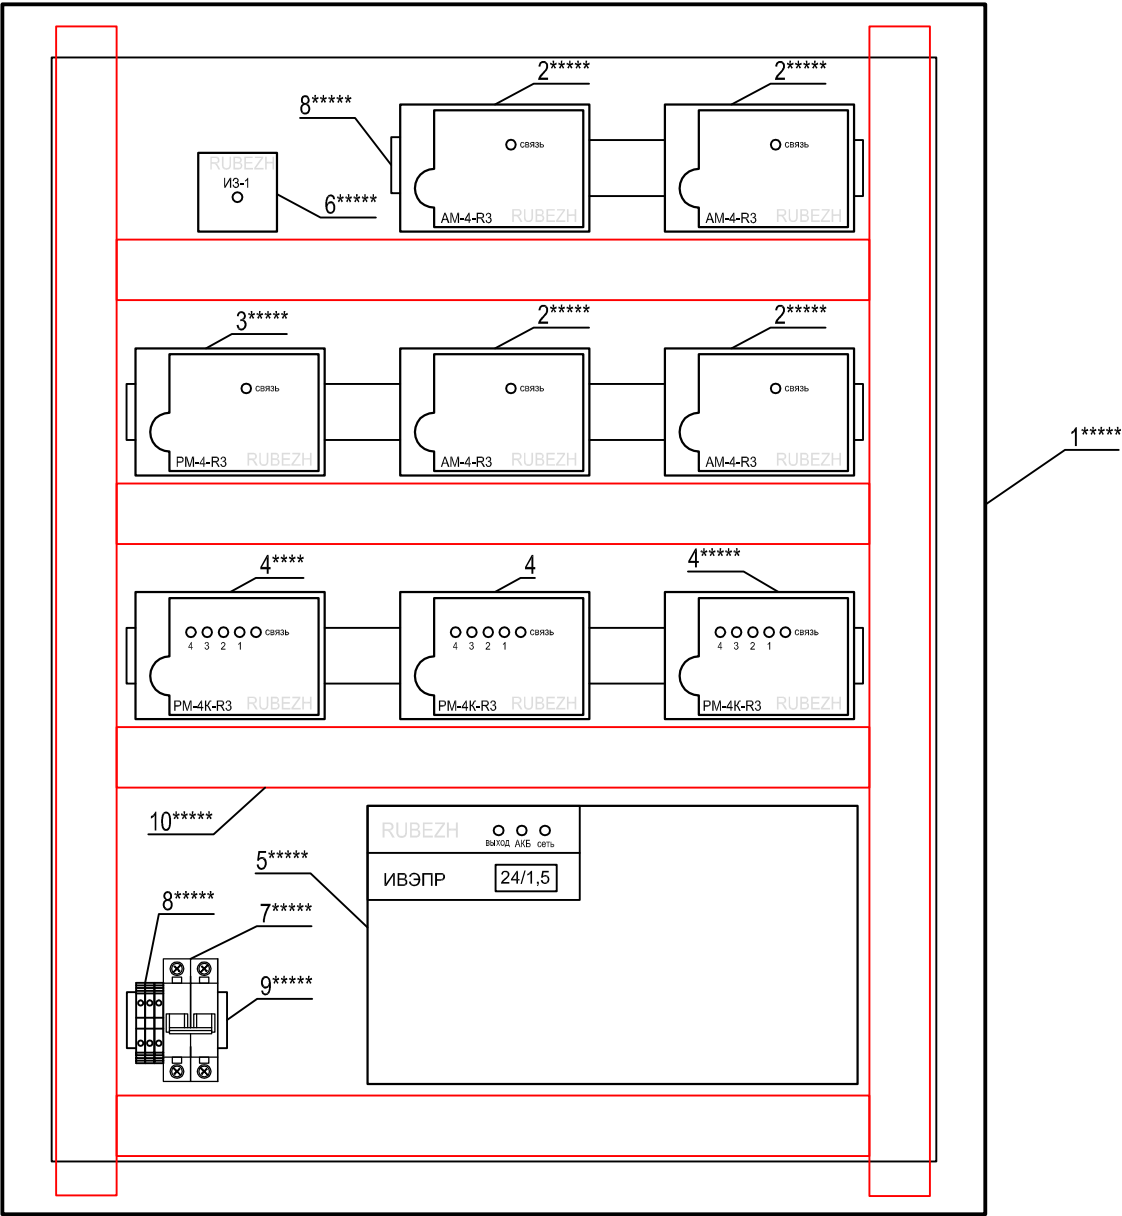 2*****
2*****
8*****
RUBEZH
ИЗ-1
6*****
связь
AM-4-R3 RUBEZH
связь
AM-4-R3 RUBEZH
3*****
2*****
2*****
связь
PM-4-R3 RUBEZH
связь
AM-4-R3 RUBEZH
связь
AM-4-R3 RUBEZH
1*****
4****
4
4*****
связь
4 3 2 1
PM-4K-R3 RUBEZH
связь
4 3 2 1
PM-4K-R3 RUBEZH
связь
4 3 2 1
PM-4K-R3 RUBEZH
10*****
RUBEZH
выход АКБ сеть
5*****
ИВЭПР 24/1,5
8*****
7*****
9*****